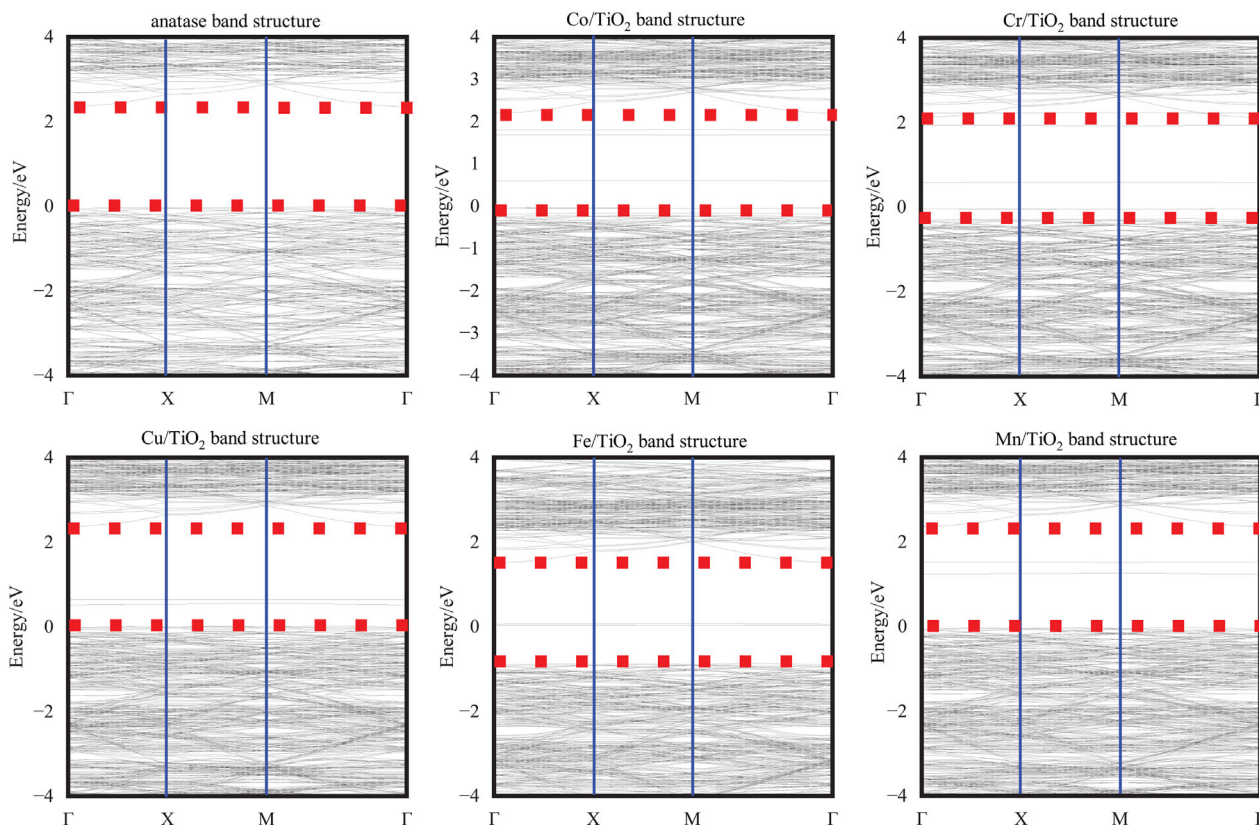 anatase band structure
4
2
0
−2
−4
Energy/eV
Γ X M Γ
Co/TiO₂ band structure
4
3
2
1
0
−1
−2
−3
−4
Energy/eV
Γ X M Γ
Cr/TiO₂ band structure
4
2
0
−2
−4
Energy/eV
Γ X M Γ
Cu/TiO₂ band structure
4
2
0
−2
−4
Energy/eV
Γ X M Γ
Fe/TiO₂ band structure
4
2
0
−2
−4
Energy/eV
Γ X M Γ
Mn/TiO₂ band structure
4
2
0
−2
−4
Energy/eV
Γ X M Γ